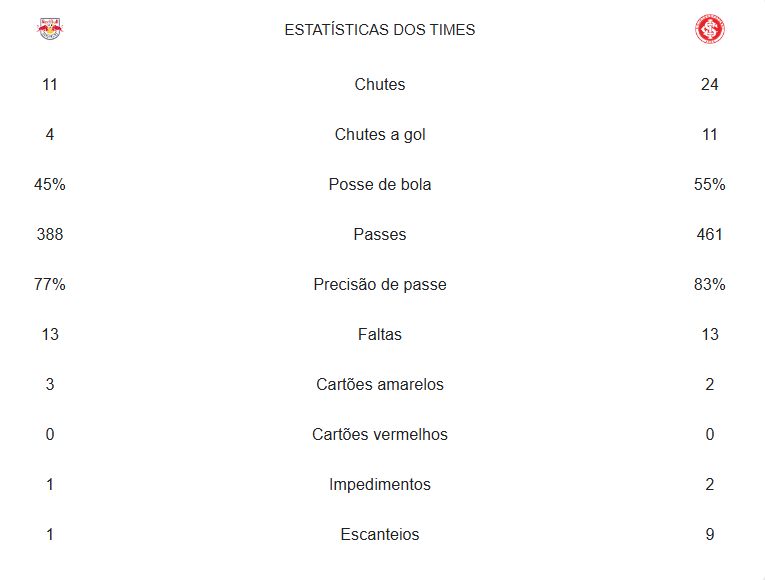 ESTATÍSTICAS DOS TIMES
11 Chutes 24
4 Chutes a gol 11
45% Posse de bola 55%
388 Passes 461
77% Precisão de passe 83%
13 Faltas 13
3 Cartões amarelos 2
0 Cartões vermelhos 0
1 Impedimentos 2
1 Escanteios 9